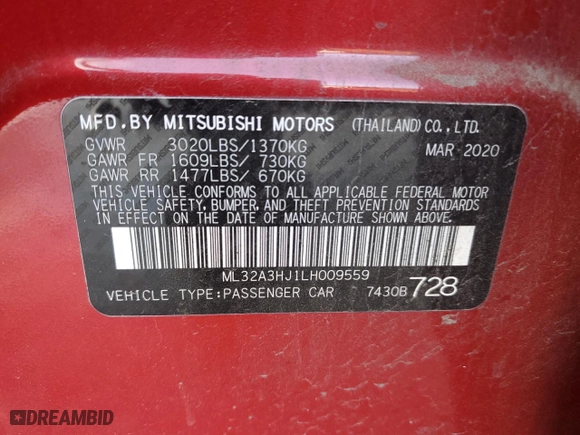 MFD. BY MITSUBISHI MOTORS (THAILAND) CO., LTD.
GVWR 3020LBS/1370KG MAR 2020
GAWR FR 1609LBS/ 730KG
GAWR RR 1477LBS/ 670KG
THIS VEHICLE CONFORMS TO ALL APPLICABLE FEDERAL MOTOR
VEHICLE SAFETY, BUMPER, AND THEFT PREVENTION STANDARDS
IN EFFECT ON THE DATE OF MANUFACTURE SHOWN ABOVE.
ML32A3HJ1LH009559
VEHICLE TYPE:PASSENGER CAR 7430B 728
DREAMBID